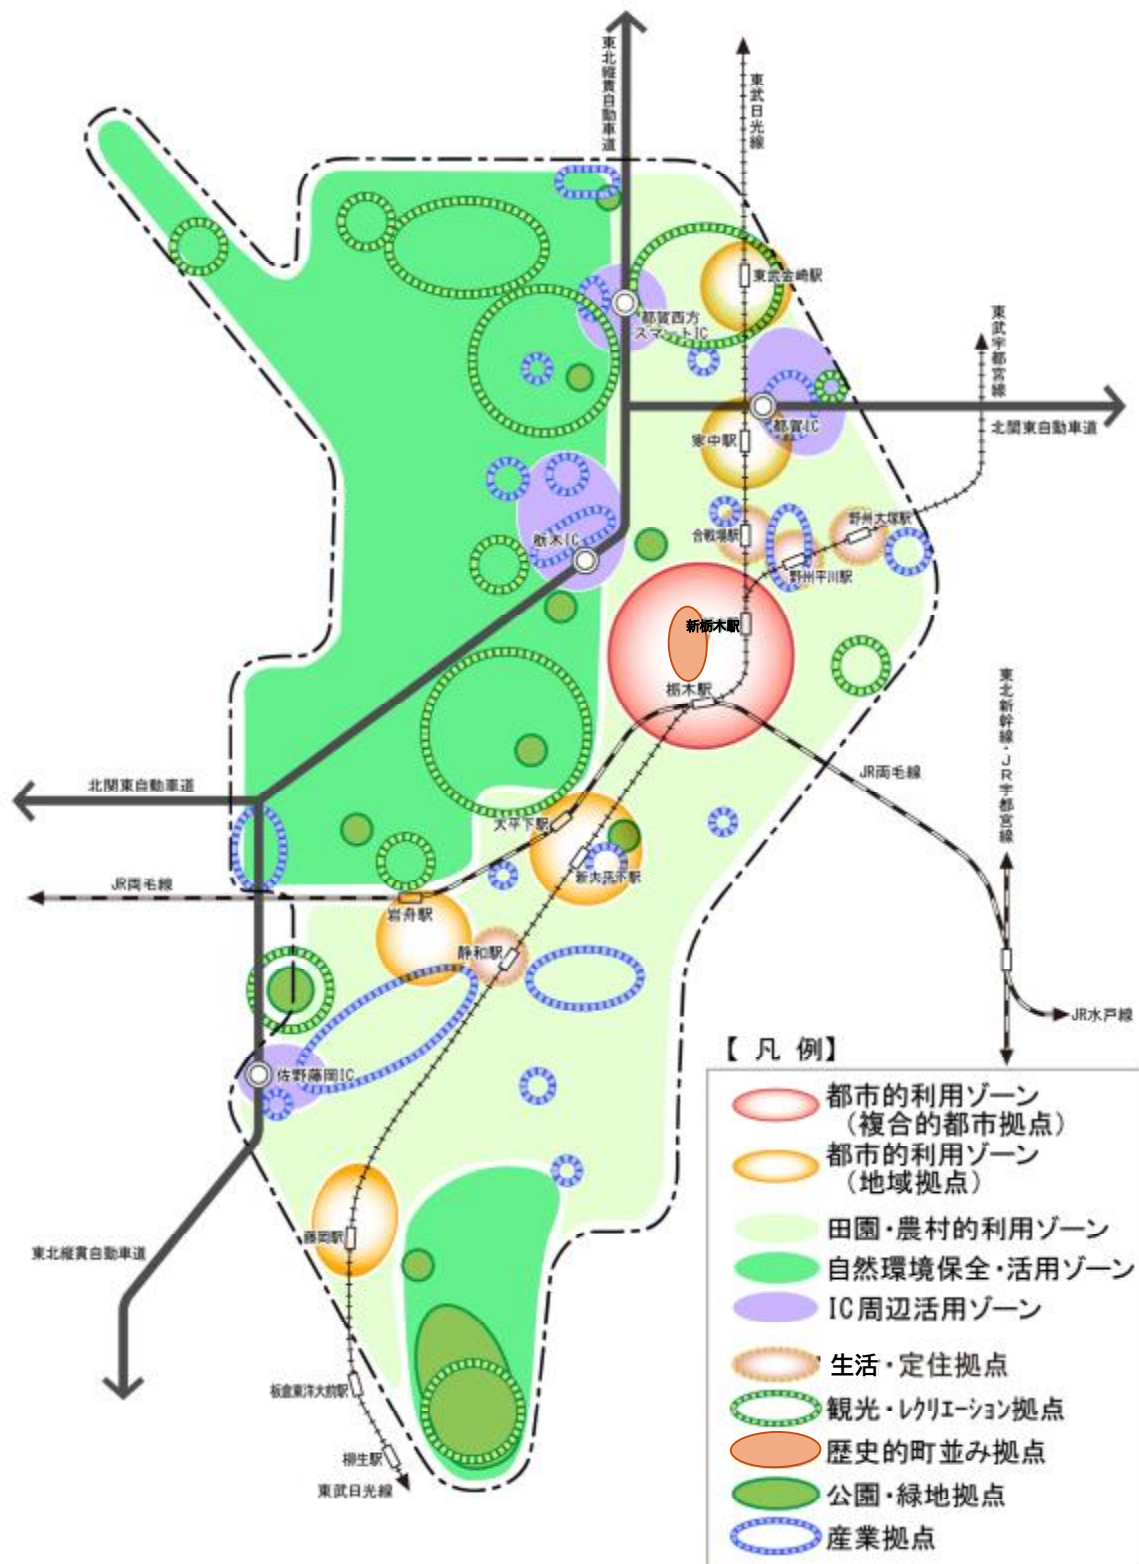 東北縦貫自動車道
東武日光線
東武金崎駅
都賀西方
スマートIC
東武宇都宮線
都賀IC
北関東自動車道
家中駅
合戦場駅
野州大塚駅
野州平川駅
栃木IC
新栃木駅
栃木駅
東北新幹線・JR宇都宮線
JR両毛線
北関東自動車道
大平下駅
新大平下駅
JR両毛線
岩舟駅
静和駅
JR水戸線
佐野藤岡IC
藤岡駅
東北縦貫自動車道
板倉東洋大前駅
柳生駅
東武日光線
【凡例】
都市的利用ゾーン
（複合的都市拠点）
都市的利用ゾーン
（地域拠点）
田園・農村的利用ゾーン
自然環境保全・活用ゾーン
IC周辺活用ゾーン
生活・定住拠点
観光・レクリエーション拠点
歴史的町並み拠点
公園・緑地拠点
産業拠点